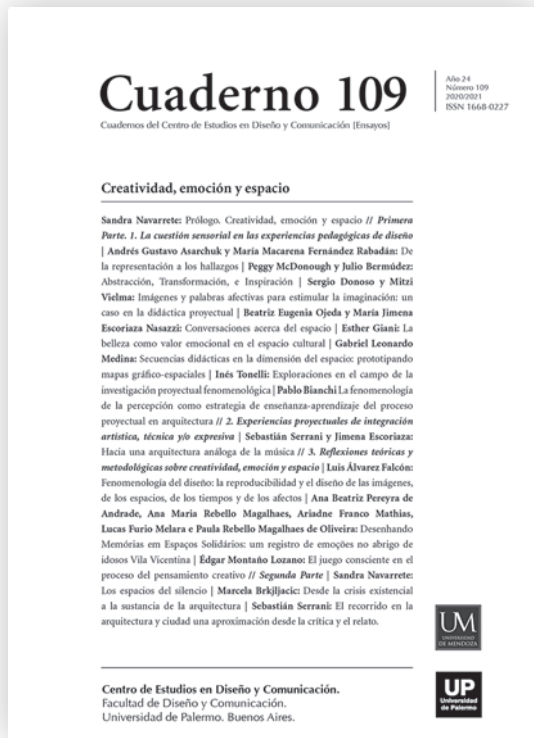 Cuaderno 109
Cuadernos del Centro de Estudios en Diseño y Comunicación [Ensayos]
Año 24
Número 109
2020/2021
ISSN 1668-0227
Creatividad, emoción y espacio
Sandra Navarrete: Prólogo. Creatividad, emoción y espacio // Primera
Parte. 1. La cuestión sensorial en las experiencias pedagógicas de diseño
| Andrés Gustavo Asarchuk y María Macarena Fernández Rabadán: De
la representación a los hallazgos | Peggy McDonough y Julio Bermúdez:
Abstracción, Transformación, e Inspiración | Sergio Donoso y Mitzi
Vielma: Imágenes y palabras afectivas para estimular la imaginación: un
caso en la didáctica proyectual | Beatriz Eugenia Ojeda y María Jimena
Escoriaza Nasazzi: Conversaciones acerca del espacio | Esther Giani: La
belleza como valor emocional en el espacio cultural | Gabriel Leonardo
Medina: Secuencias didácticas en la dimensión del espacio: prototipando
mapas gráfico-espaciales | Inés Tonelli: Exploraciones en el campo de la
investigación proyectual fenomenológica | Pablo Bianchi La fenomenología
de la percepción como estrategia de enseñanza-aprendizaje del proceso
proyectual en arquitectura // 2. Experiencias proyectuales de integración
artística, técnica y/o expresiva | Sebastián Serrani y Jimena Escoriaza:
Hacia una arquitectura análoga de la música // 3. Reflexiones teóricas y
metodológicas sobre creatividad, emoción y espacio | Luis Álvarez Falcón:
Fenomenología del diseño: la reproducibilidad y el diseño de las imágenes,
de los espacios, de los tiempos y de los afectos | Ana Beatriz Pereyra de
Andrade, Ana Maria Rebello Magalhaes, Ariadne Franco Mathias,
Lucas Furio Melara e Paula Rebello Magalhaes de Oliveira: Desenhando
Memórias em Espaços Solidários: um registro de emoções no abrigo de
idosos Vila Vicentina | Édgar Montaño Lozano: El juego consciente en el
proceso del pensamiento creativo // Segunda Parte | Sandra Navarrete:
Los espacios del silencio | Marcela Brkljacic: Desde la crisis existencial
a la sustancia de la arquitectura | Sebastián Serrani: El recorrido en la
arquitectura y ciudad una aproximación desde la crítica y el relato.
UM
UNIVERSIDAD
DE MENDOZA
Centro de Estudios en Diseño y Comunicación.
Facultad de Diseño y Comunicación.
Universidad de Palermo. Buenos Aires.
UP
Universidad
de Palermo